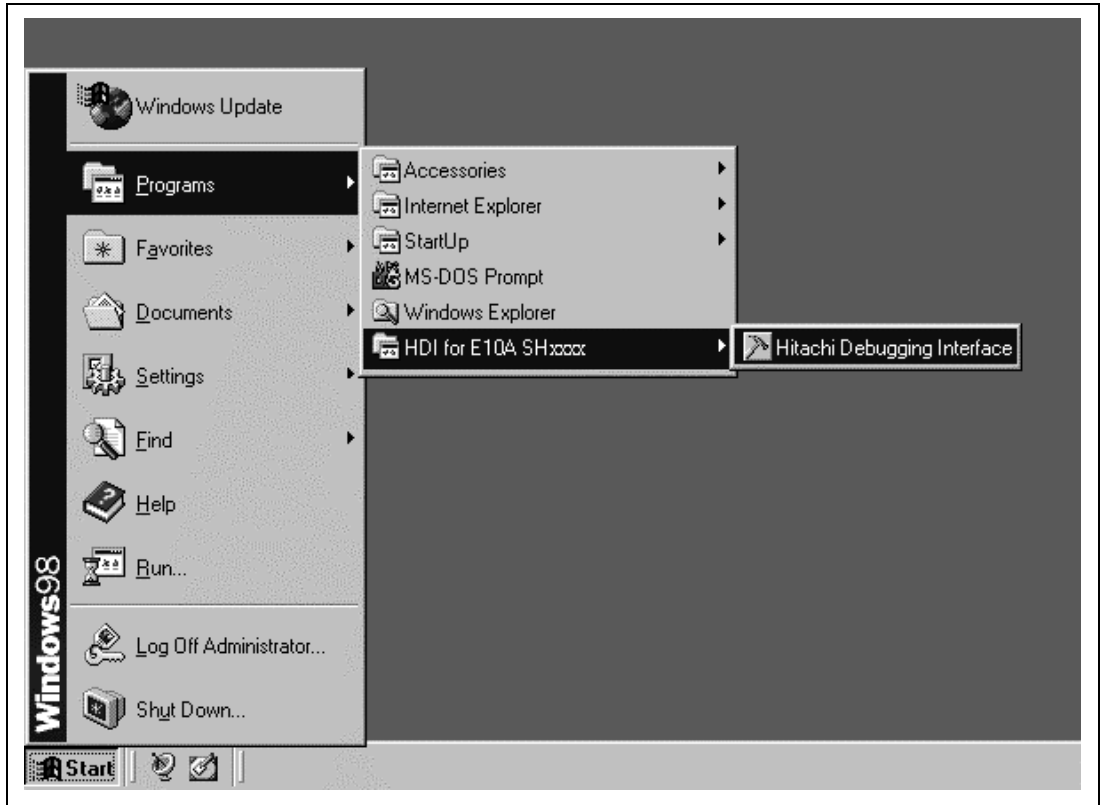 Windows Update
Programs
Favorites
Documents
Settings
Find
Help
Run...
Log Off Administrator...
Shut Down...
Windows98
Start
Accessories
Internet Explorer
StartUp
MS-DOS Prompt
Windows Explorer
HDI for E10A SHxxxx
Hitachi Debugging Interface